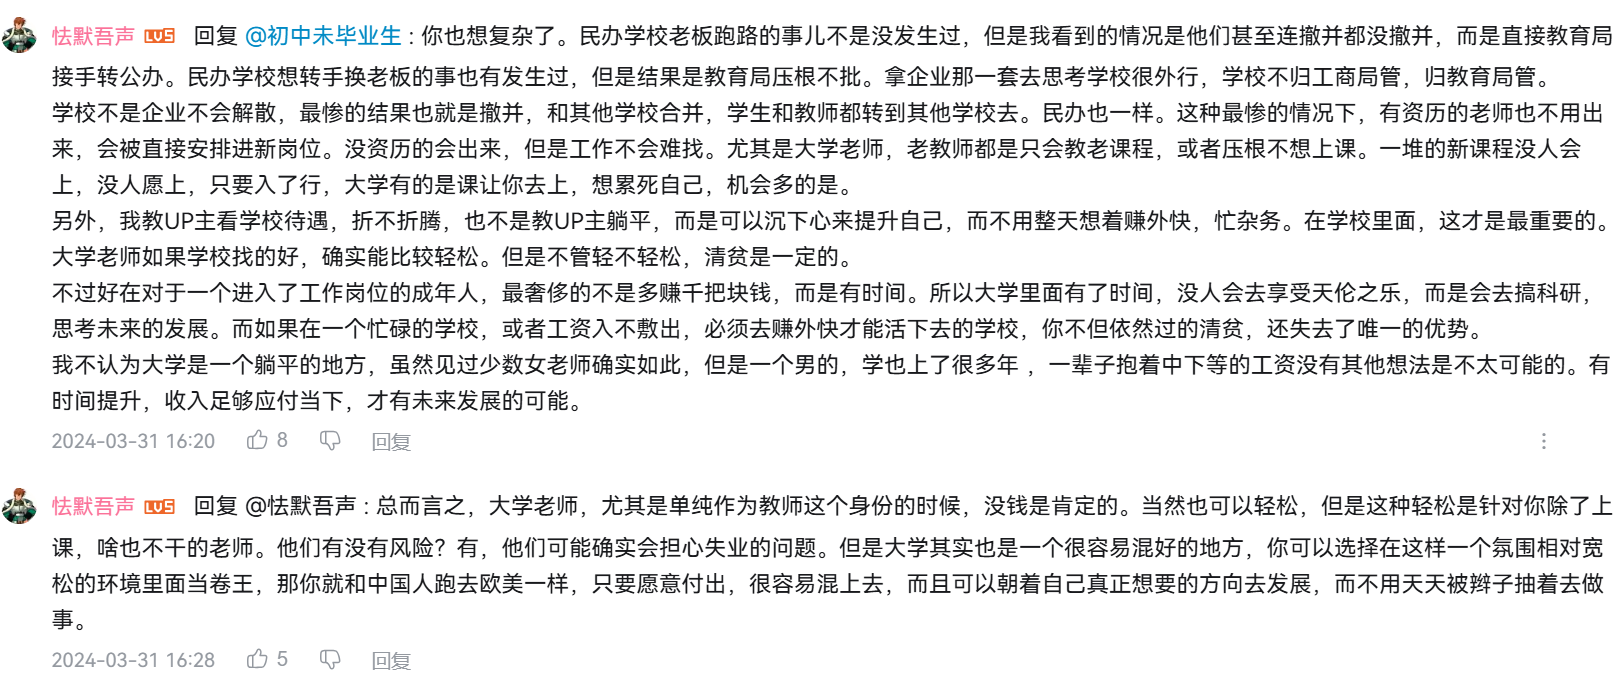 怯默吾声 LV5 回复 @初中未毕业生 : 你也想复杂了。民办学校老板跑路的事儿不是没发生过，但是我看到的情况是他们甚至连撤并都没撤并，而是直接教育局
接手转公办。民办学校想转手换老板的事也有发生过，但是结果是教育局压根不批。拿企业那一套去思考学校很外行，学校不归工商局管，归教育局管。
学校不是企业不会解散，最惨的结果也就是撤并，和其他学校合并，学生和教师都转到其他学校去。民办也一样。这种最惨的情况下，有资历的老师也不用出
来，会被直接安排进新岗位。没资历的会出来，但是工作不会难找。尤其是大学老师，老教师都是只会教老课程，或者压根不想上课。一堆的新课程没人会
上，没人愿上，只要入了行，大学有的是课让你去上，想累死自己，机会多的是。
另外，我教UP主看学校待遇，折不折腾，也不是教UP主躺平，而是可以沉下心来提升自己，而不用整天想着赚外快，忙杂务。在学校里面，这才是最重要的。
大学老师如果学校找的好，确实能比较轻松。但是不管轻不轻松，清贫是一定的。
不过好在对于一个进入了工作岗位的成年人，最奢侈的不是多赚千把块钱，而是有时间。所以大学里面有了时间，没人会去享受天伦之乐，而是会去搞科研，
思考未来的发展。而如果在一个忙碌的学校，或者工资入不敷出，必须去赚外快才能活下去的学校，你不但依然过的清贫，还失去了唯一的优势。
我不认为大学是一个躺平的地方，虽然见过少数女老师确实如此，但是一个男的，学也上了很多年 ，一辈子抱着中下等的工资没有其他想法是不太可能的。有
时间提升，收入足够应付当下，才有未来发展的可能。
2024-03-31 16:20 8 回复
怯默吾声 LV5 回复 @怯默吾声 : 总而言之，大学老师，尤其是单纯作为教师这个身份的时候，没钱是肯定的。当然也可以轻松，但是这种轻松是针对你除了上
课，啥也不干的老师。他们有没有风险？有，他们可能确实会担心失业的问题。但是大学其实也是一个很容易混好的地方，你可以选择在这样一个氛围相对宽
松的环境里面当卷王，那你就和中国人跑去欧美一样，只要愿意付出，很容易混上去，而且可以朝着自己真正想要的方向去发展，而不用天天被辫子抽着去做
事。
2024-03-31 16:28 5 回复